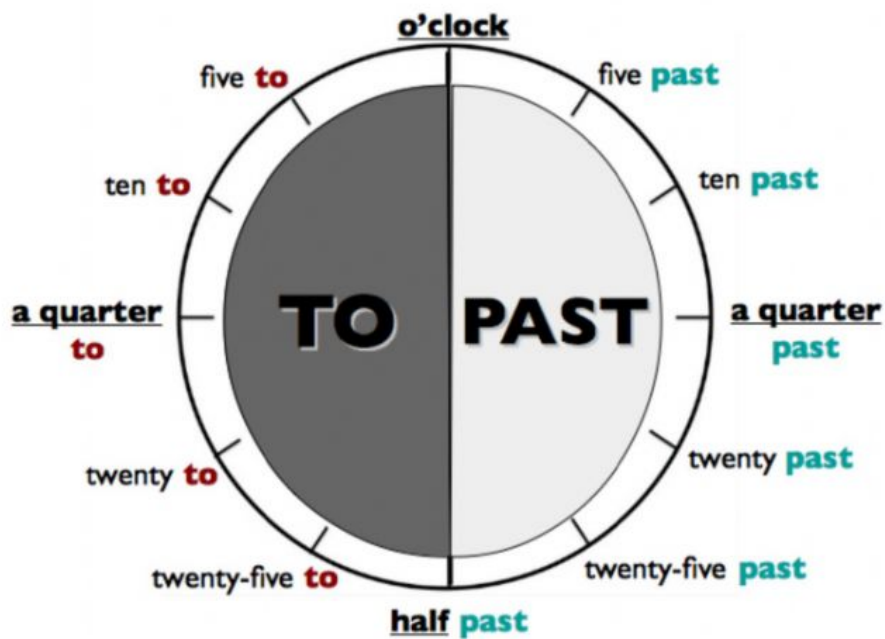 o'clock
five to
five past
ten to
ten past
TO
PAST
a quarter
to
a quarter
past
twenty to
twenty past
twenty-five to
twenty-five past
half past